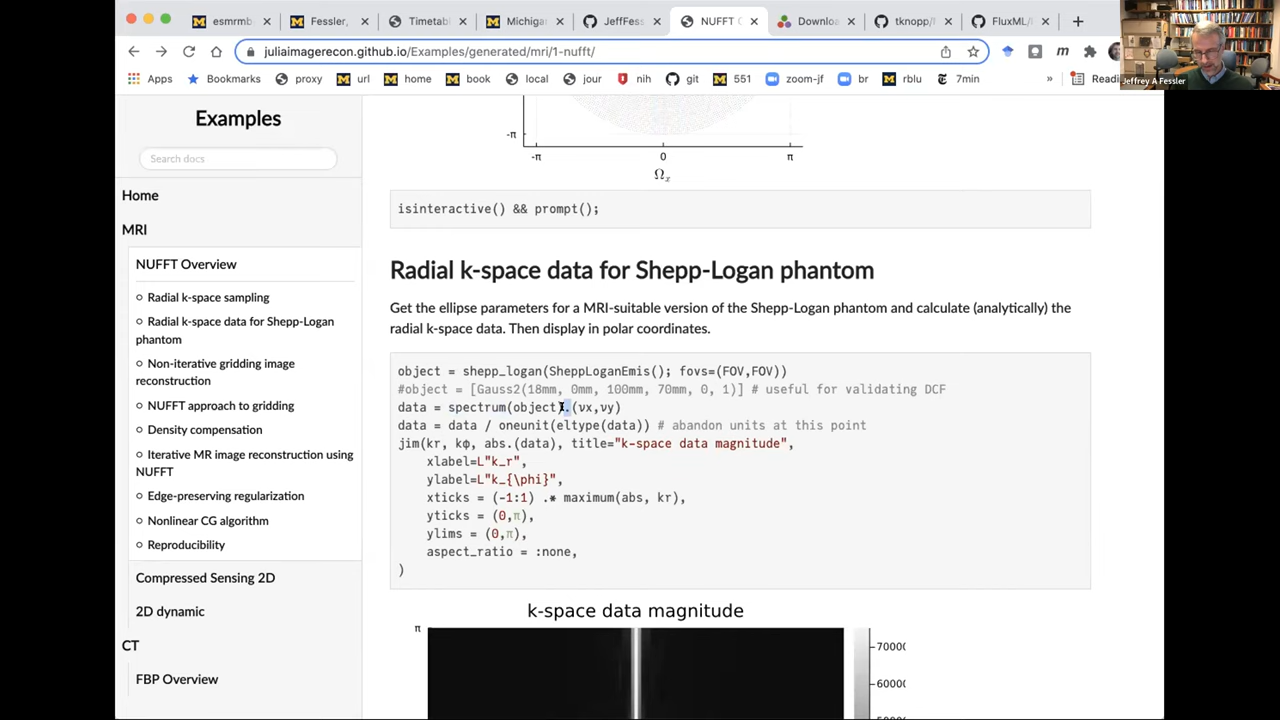 esmrmb
Fessler,
Timetabl
Michigan
JeffFess
NUFFT O
Downloa
tknopp/
FluxML/
juliaimagerecon.github.io/Examples/generated/mri/1-nufft/
Apps
Bookmarks
proxy
url
home
book
local
jour
nih
git
551
zoom-jf
br
rblu
7min
»
Readi
Jeffrey A Fessler
Examples
Search docs
Home
MRI
NUFFT Overview
Radial k-space sampling
Radial k-space data for Shepp-Logan
phantom
Non-iterative gridding image
reconstruction
NUFFT approach to gridding
Density compensation
Iterative MR image reconstruction using
NUFFT
Edge-preserving regularization
Nonlinear CG algorithm
Reproducibility
Compressed Sensing 2D
2D dynamic
CT
FBP Overview
-π
-π 0 π
Ωx
isinteractive() && prompt();
Radial k-space data for Shepp-Logan phantom
Get the ellipse parameters for a MRI-suitable version of the Shepp-Logan phantom and calculate (analytically) the
radial k-space data. Then display in polar coordinates.
object = shepp_logan(SheppLoganEmis(); fovs=(FOV,FOV))
#object = [Gauss2(18mm, 0mm, 100mm, 70mm, 0, 1)] # useful for validating DCF
data = spectrum(object).(νx,νy)
data = data / oneunit(eltype(data)) # abandon units at this point
jim(kr, kφ, abs.(data), title="k-space data magnitude",
xlabel=L"k_r",
ylabel=L"k_{\phi}",
xticks = (-1:1) .* maximum(abs, kr),
yticks = (0,π),
ylims = (0,π),
aspect_ratio = :none,
)
k-space data magnitude
π
7000(
6000(